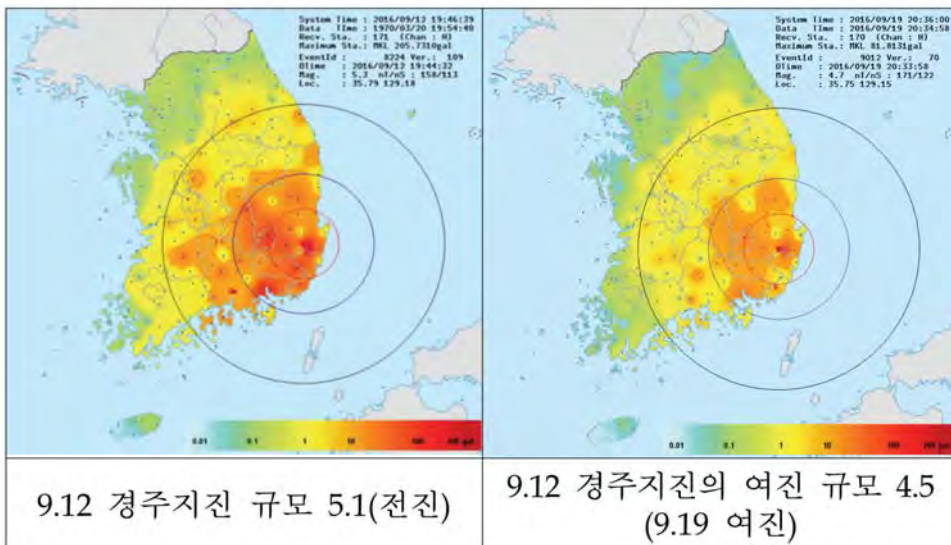 System Time : 2016/09/12 19:46:39
Data Time : 1970/03/20 19:54:40
Recv. Sta. : 171 (Chan : H)
Maximum Sta.: MKL 205.7310gal
EventId : 8224 Ver.: 109
OTime : 2016/09/12 19:44:32
Mag. : 5.3 nT/nS : 158/113
Loc. : 35.79 129.18
0.01 0.1 1 10 100 gal
9.12 경주지진 규모 5.1(전진)
System Time : 2016/09/19 20:36:00
Data Time : 2016/09/19 20:34:58
Recv. Sta. : 170 (Chan : H)
Maximum Sta.: MKL 81.8131gal
EventId : 9012 Ver.: 70
OTime : 2016/09/19 20:33:58
Mag. : 4.7 nT/nS : 171/122
Loc. : 35.75 129.15
0.01 0.1 1 10 100 gal
9.12 경주지진의 여진 규모 4.5
(9.19 여진)